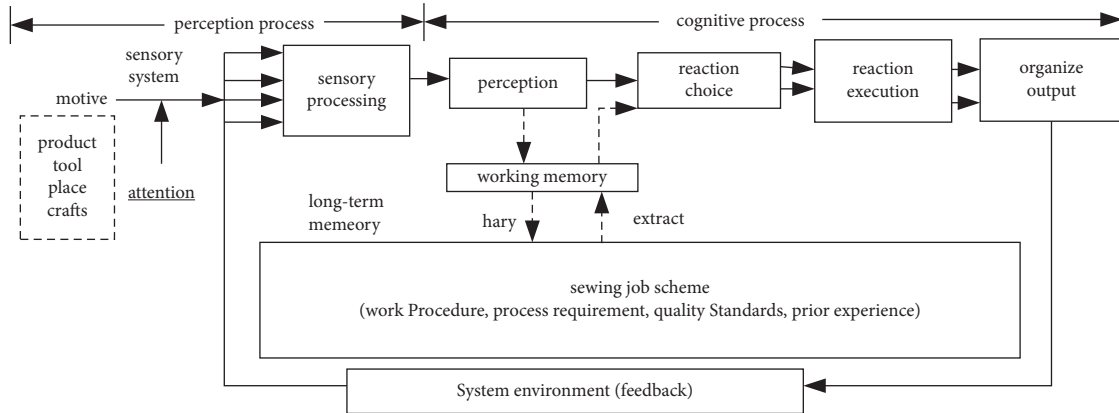 perception process
cognitive process
sensory
system
motive
product
tool
place
crafts
attention
sensory
processing
perception
reaction
choice
reaction
execution
organize
output
working memory
long-term
memeory
hary
extract
sewing job scheme
(work Procedure, process requirement, quality Standards, prior experience)
System environment (feedback)